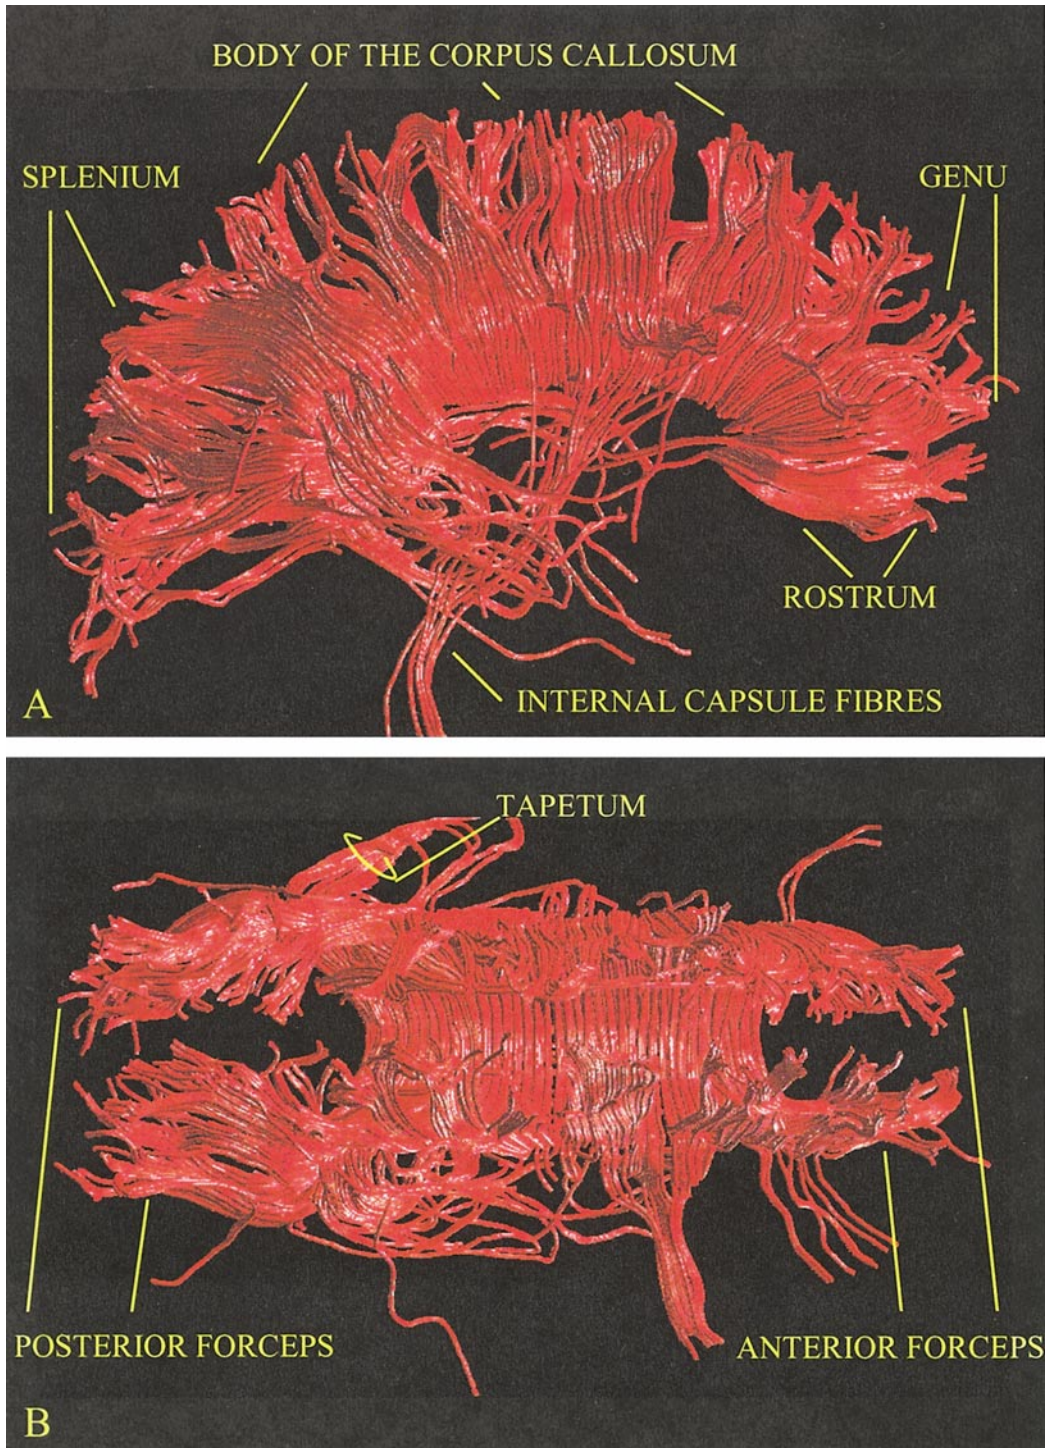 BODY OF THE CORPUS CALLOSUM
SPLENIUM
GENU
ROSTRUM
INTERNAL CAPSULE FIBRES
A
TAPETUM
POSTERIOR FORCEPS
ANTERIOR FORCEPS
B